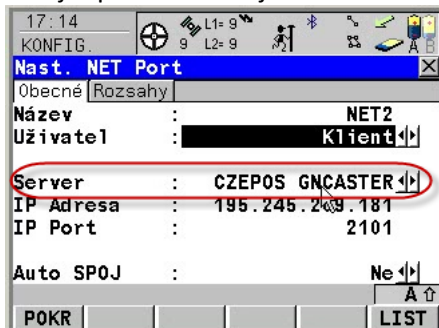 17:14
KONFIG.
9
L1= 9
L2= 9
A B
Nast. NET Port
Obecné Rozsahy
Název : NET2
Uživatel : Klient
Server : CZEPOS GNCASTER
IP Adresa : 195.245.209.181
IP Port : 2101
Auto SPOJ : Ne
A
POKR LIST